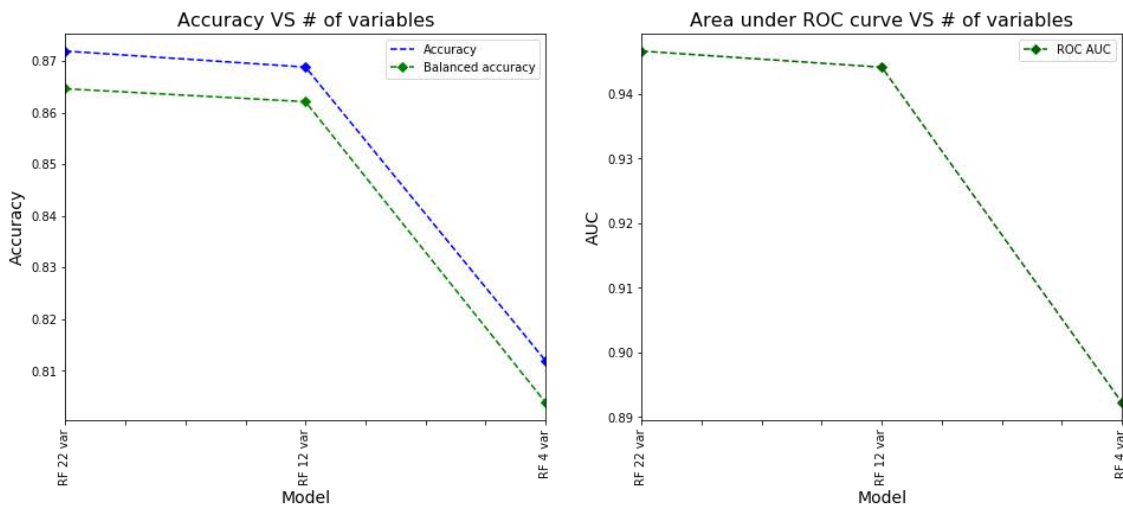 Accuracy VS # of variables
Accuracy
Balanced accuracy
0.87
0.86
0.85
0.84
0.83
0.82
0.81
Accuracy
RF 22 var
RF 12 var
RF 4 var
Model
Area under ROC curve VS # of variables
ROC AUC
0.94
0.93
0.92
0.91
0.90
0.89
AUC
RF 22 var
RF 12 var
RF 4 var
Model